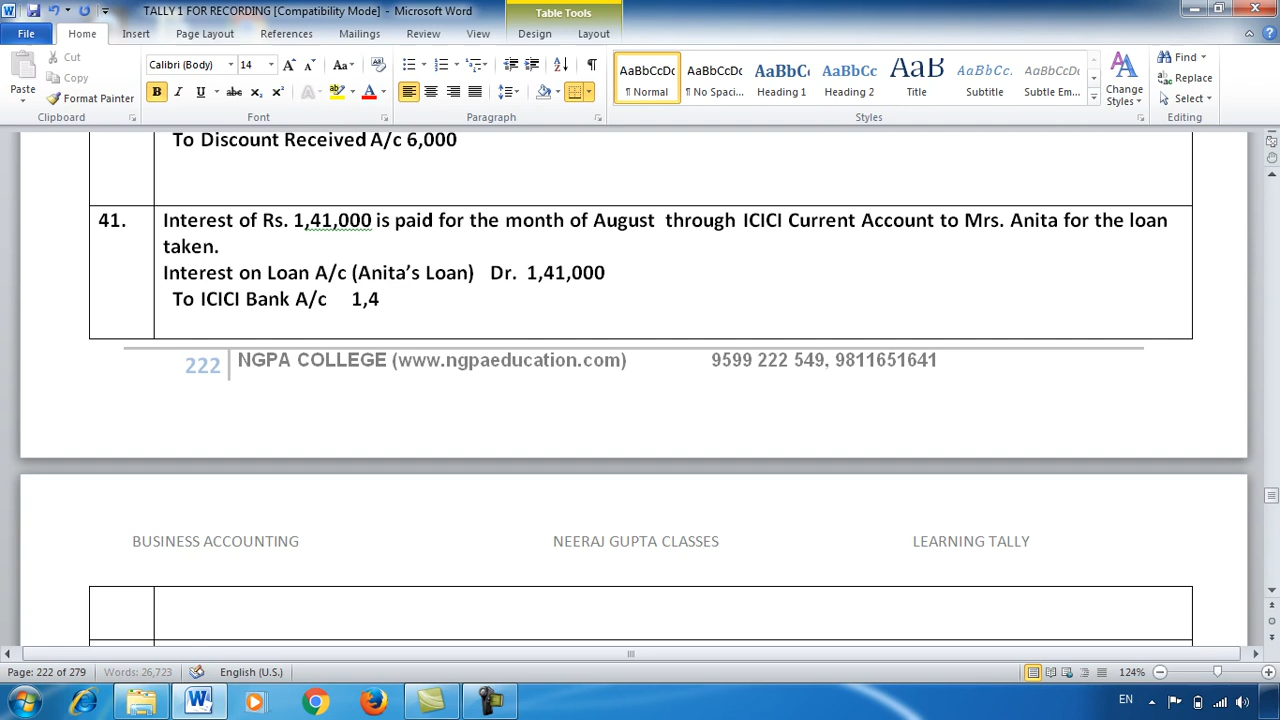 TALLY 1 FOR RECORDING [Compatibility Mode] - Microsoft Word
Table Tools
File Home Insert Page Layout References Mailings Review View Design Layout
Paste
Cut
Copy
Format Painter
Clipboard
Calibri (Body) 14
Font
Paragraph
AaBbCcDc AaBbCcDc AaBbC AaBbCc AaB AaBbCc. AaBbCcDc
¶ Normal ¶ No Spaci... Heading 1 Heading 2 Title Subtitle Subtle Em...
Styles
Change Styles
Find
Replace
Select
Editing
To Discount Received A/c 6,000
41. Interest of Rs. 1,41,000 is paid for the month of August through ICICI Current Account to Mrs. Anita for the loan
taken.
Interest on Loan A/c (Anita's Loan) Dr. 1,41,000
To ICICI Bank A/c 1,4
222 NGPA COLLEGE (www.ngpaeducation.com) 9599 222 549, 9811651641
BUSINESS ACCOUNTING NEERAJ GUPTA CLASSES LEARNING TALLY
Page: 222 of 279 Words: 26,723 English (U.S.) 124%
EN